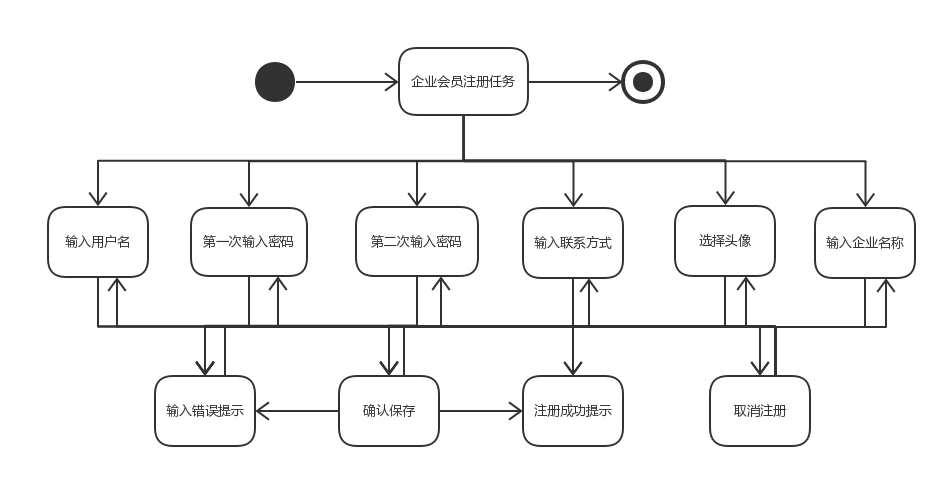 企业会员注册任务
输入用户名
第一次输入密码
第二次输入密码
输入联系方式
选择头像
输入企业名称
输入错误提示
确认保存
注册成功提示
取消注册